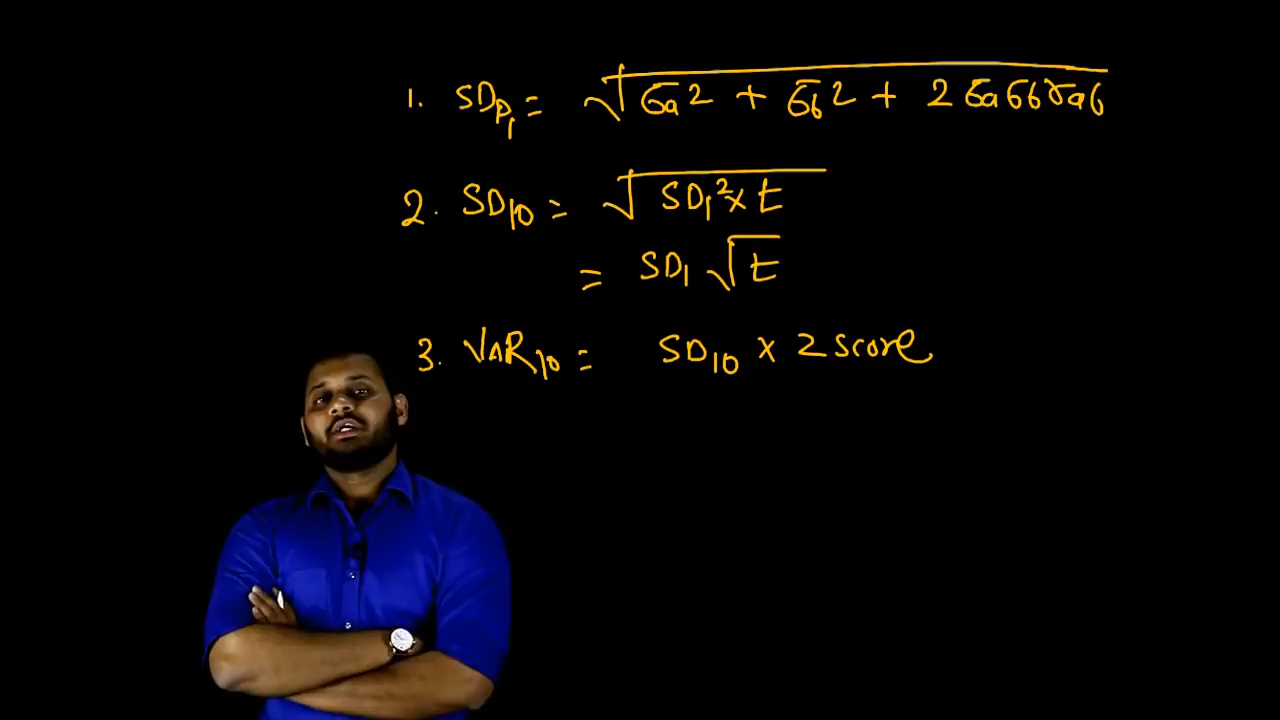 1. SDp1 = √σa2 + σb2 + 2σaσbrab
2. SD10 = √SD1²× t
= SD1 √t
3. VAR10 = SD10 × Z score